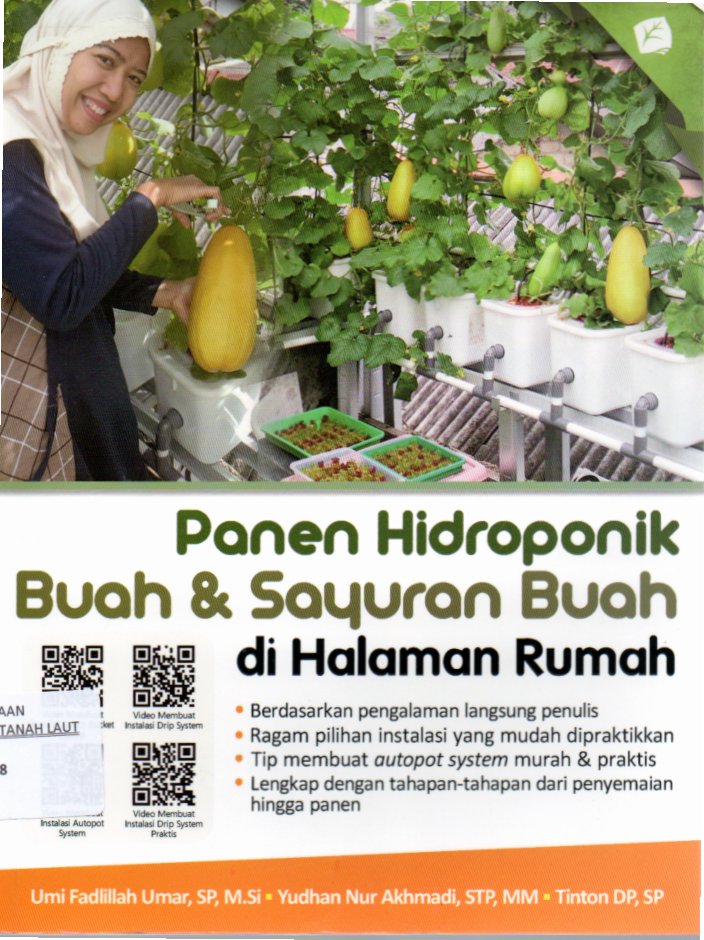 Panen Hidroponik
Buah & Sayuran Buah
di Halaman Rumah
• Berdasarkan pengalaman langsung penulis
• Ragam pilihan instalasi yang mudah dipraktikkan
• Tip membuat autopot system murah & praktis
• Lengkap dengan tahapan-tahapan dari penyemaian
hingga panen
Video Membuat
Instalasi Drip System
AAN
TANAH LAUT
8
Instalasi Autopot
System
Video Membuat
Instalasi Drip System
Praktis
Umi Fadlillah Umar, SP, M.Si ▪ Yudhan Nur Akhmadi, STP, MM ▪ Tinton DP, SP